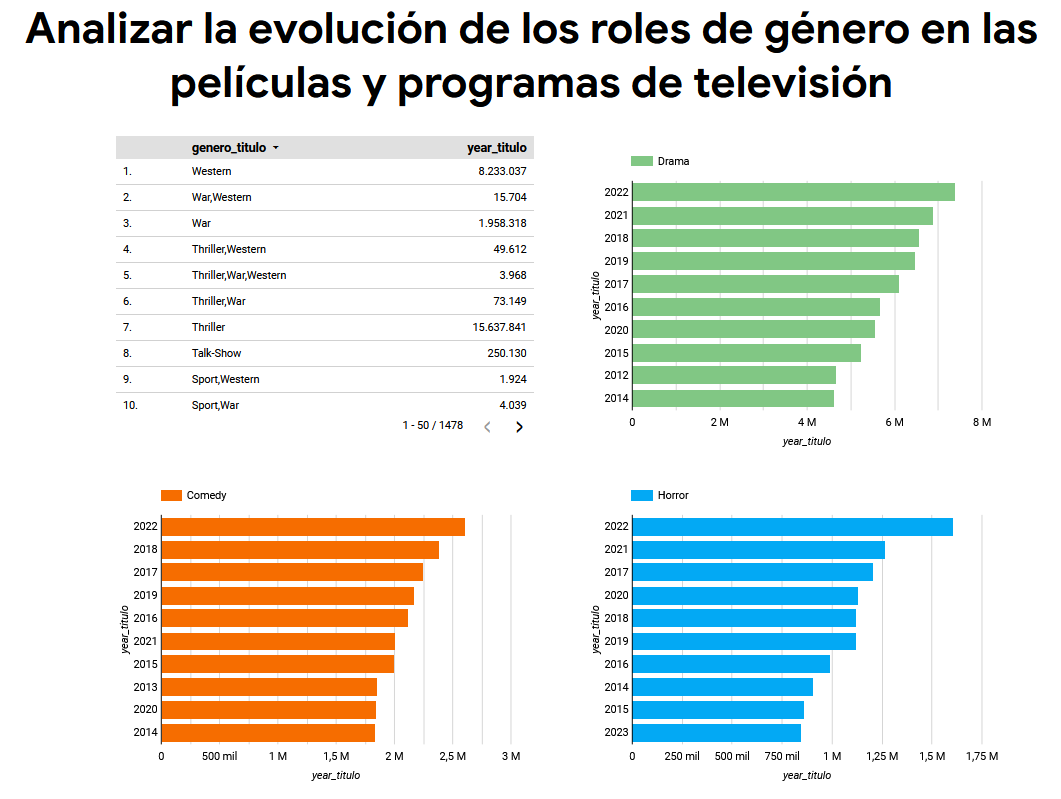 Analizar la evolución de los roles de género en las
películas y programas de televisión
genero_titulo year_titulo
1. Western 8.233.037
2. War,Western 15.704
3. War 1.958.318
4. Thriller,Western 49.612
5. Thriller,War,Western 3.968
6. Thriller,War 73.149
7. Thriller 15.637.841
8. Talk-Show 250.130
9. Sport,Western 1.924
10. Sport,War 4.039
1 - 50 / 1478
Drama
year_titulo
2022
2021
2018
2019
2017
2016
2020
2015
2012
2014
0 2 M 4 M 6 M 8 M
year_titulo
Comedy
year_titulo
2022
2018
2017
2019
2016
2021
2015
2013
2020
2014
0 500 mil 1 M 1,5 M 2 M 2,5 M 3 M
year_titulo
Horror
year_titulo
2022
2021
2017
2020
2018
2019
2016
2014
2015
2023
0 250 mil 500 mil 750 mil 1 M 1,25 M 1,5 M 1,75 M
year_titulo